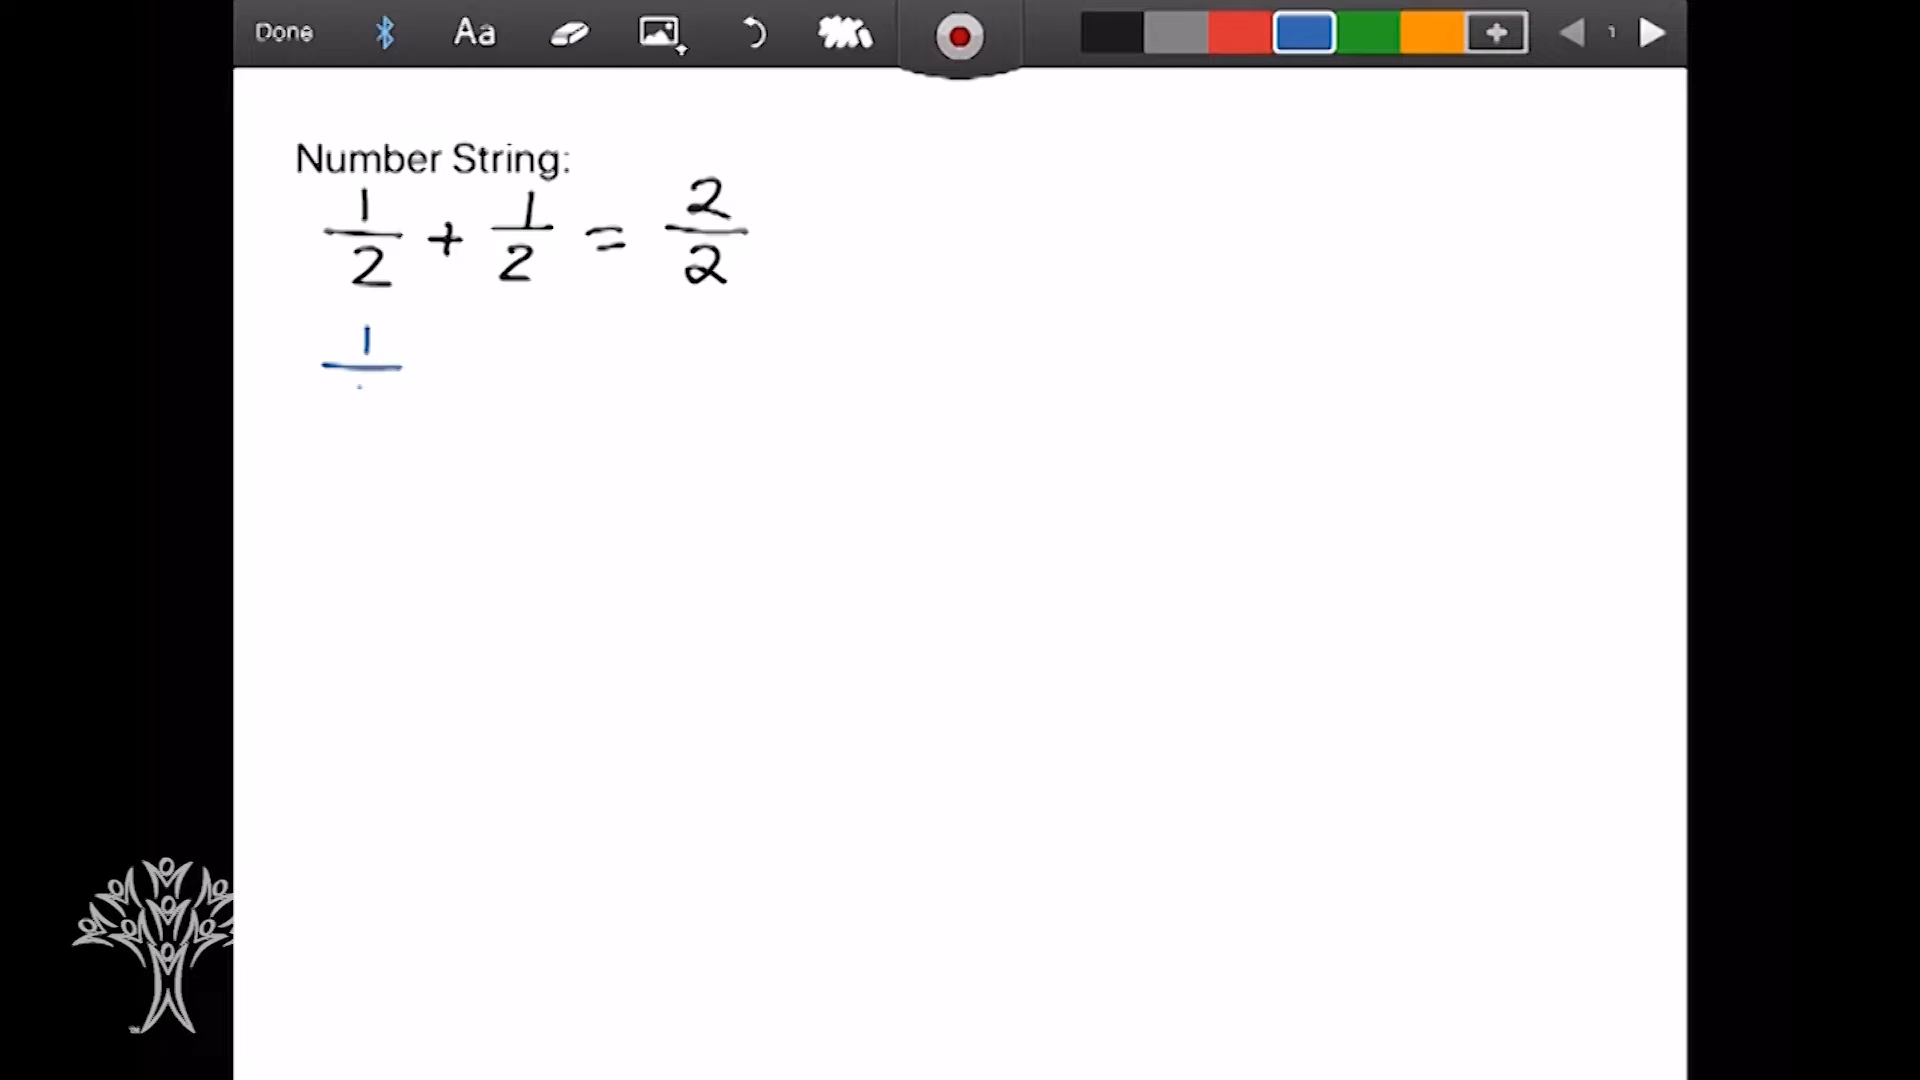 Done Aa 1
Number String:
1/2 + 1/2 = 2/2
1/